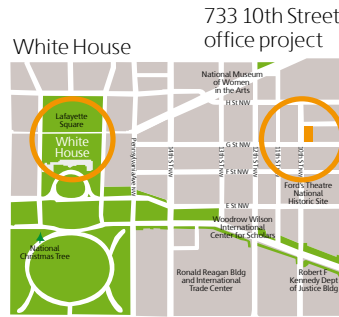 733 10th Street
office project
White House
National Museum
of Women
in the Arts
H St NW
Lafayette
Square
White
House
Pennsylvania Ave NW
14th St NW
13th St NW
12th St NW
11th St NW
10th St NW
G St NW
F St NW
Ford's Theatre
National
Historic Site
E St NW
Woodrow Wilson
International
Center for Scholars
National
Christmas Tree
Ronald Reagan Bldg
and International
Trade Center
Robert F
Kennedy Dept
of Justice Bldg